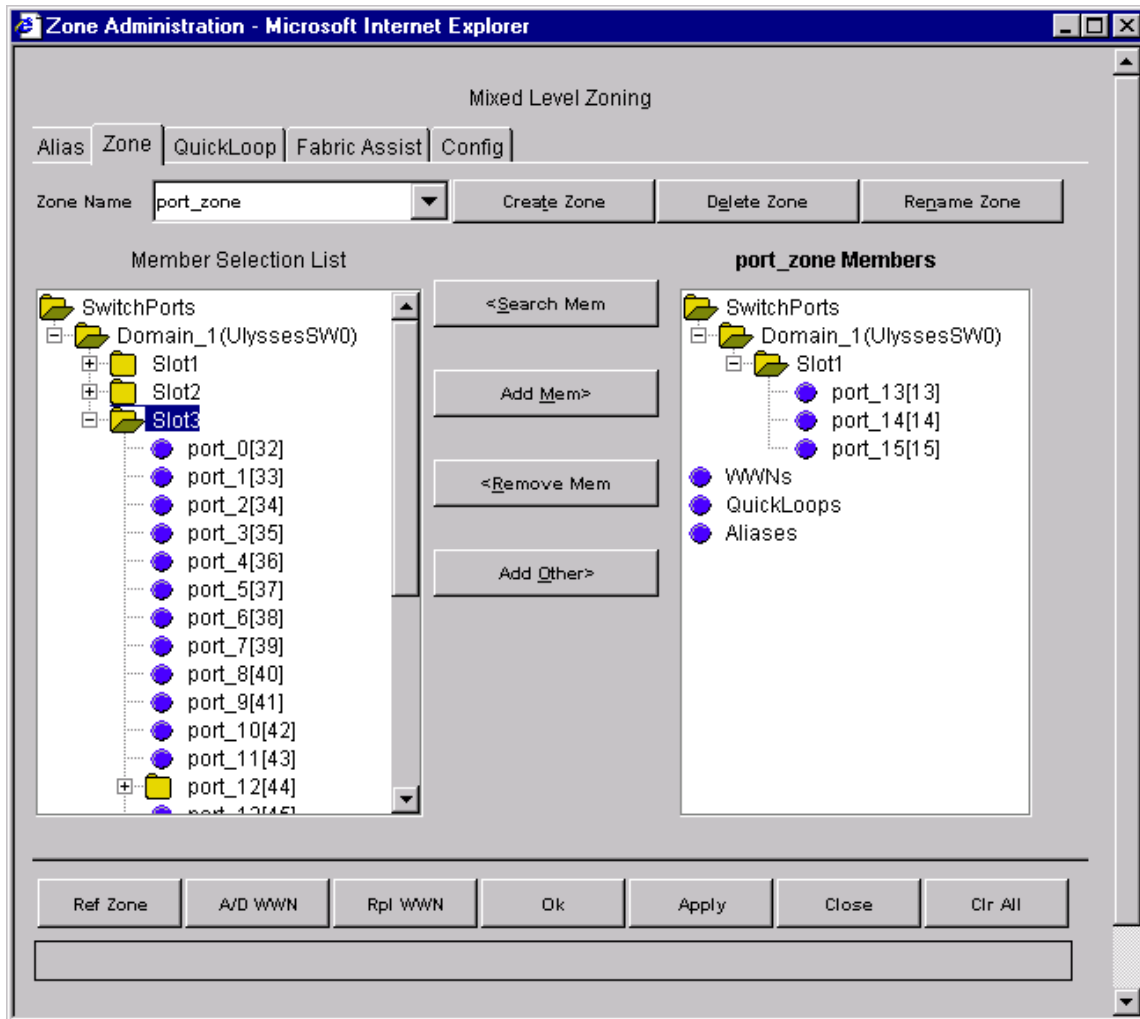 Zone Administration - Microsoft Internet Explorer
Mixed Level Zoning
Alias Zone QuickLoop Fabric Assist Config
Zone Name port_zone Create Zone Delete Zone Rename Zone
Member Selection List
SwitchPorts
Domain_1(UlyssesSW0)
Slot1
Slot2
Slot3
port_0[32]
port_1[33]
port_2[34]
port_3[35]
port_4[36]
port_5[37]
port_6[38]
port_7[39]
port_8[40]
port_9[41]
port_10[42]
port_11[43]
port_12[44]
port_13[45]
<Search Mem
Add Mem>
<Remove Mem
Add Other>
port_zone Members
SwitchPorts
Domain_1(UlyssesSW0)
Slot1
port_13[13]
port_14[14]
port_15[15]
WWNs
QuickLoops
Aliases
Ref Zone A/D WWN Rpl WWN Ok Apply Close Clr All